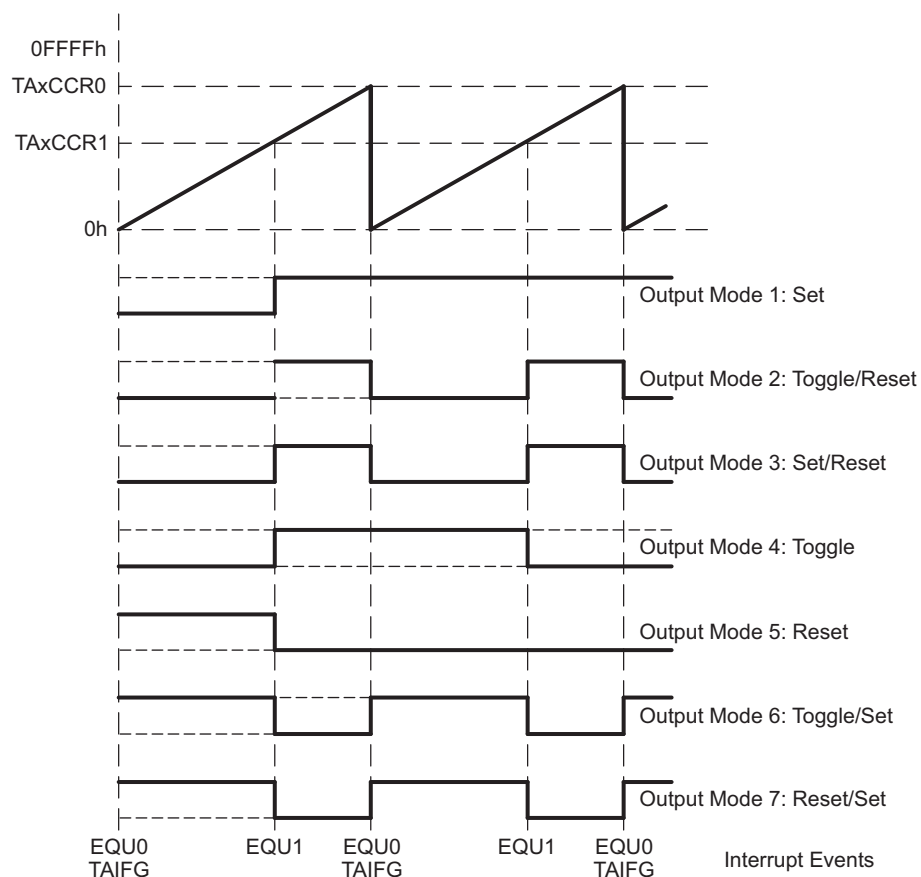 0FFFFh
TAxCCR0
TAxCCR1
0h
Output Mode 1: Set
Output Mode 2: Toggle/Reset
Output Mode 3: Set/Reset
Output Mode 4: Toggle
Output Mode 5: Reset
Output Mode 6: Toggle/Set
Output Mode 7: Reset/Set
EQU0 EQU1 EQU0 EQU1 EQU0
TAIFG TAIFG TAIFG Interrupt Events